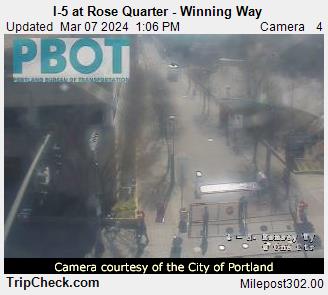 I-5 at Rose Quarter - Winning Way
Updated Mar 07 2024 1:06 PM Camera 4
PBOT
PORTLAND BUREAU OF TRANSPORTATION
Camera courtesy of the City of Portland
TripCheck.com Milepost302.00